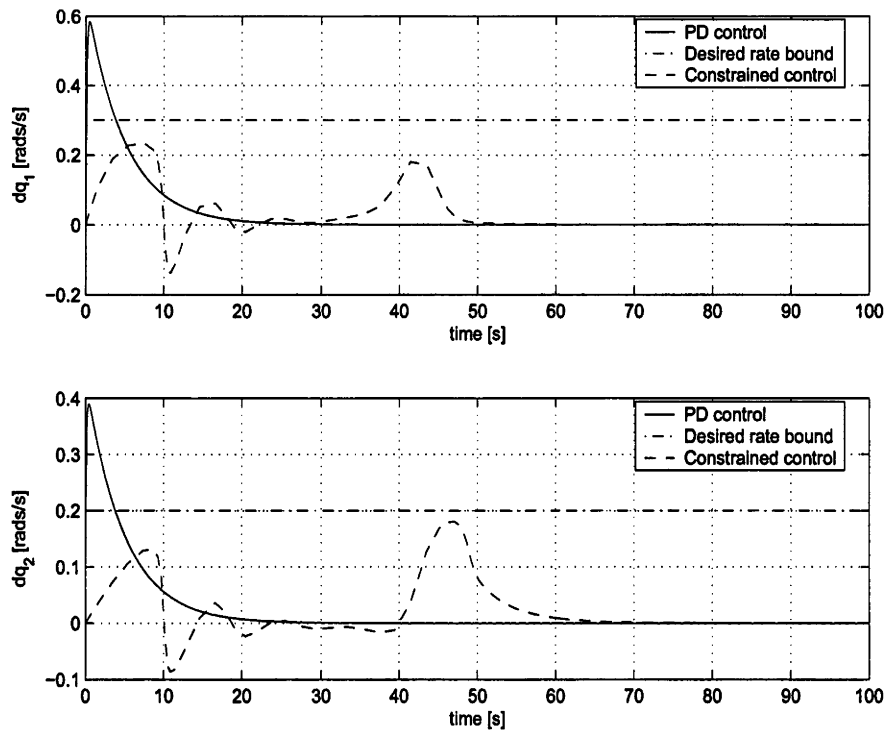 0.6
0.4
0.2
0
−0.2
dq1 [rads/s]
PD control
Desired rate bound
Constrained control
0 10 20 30 40 50 60 70 80 90 100
time [s]
0.4
0.3
0.2
0.1
0
−0.1
dq2 [rads/s]
PD control
Desired rate bound
Constrained control
0 10 20 30 40 50 60 70 80 90 100
time [s]